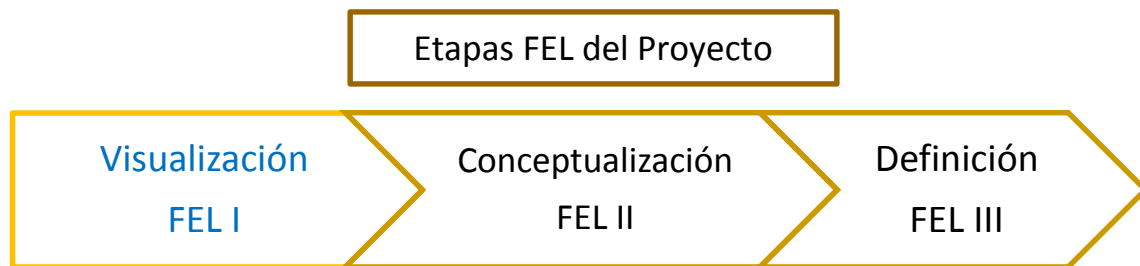 Etapas FEL del Proyecto
Visualización
FEL I
Conceptualización
FEL II
Definición
FEL III